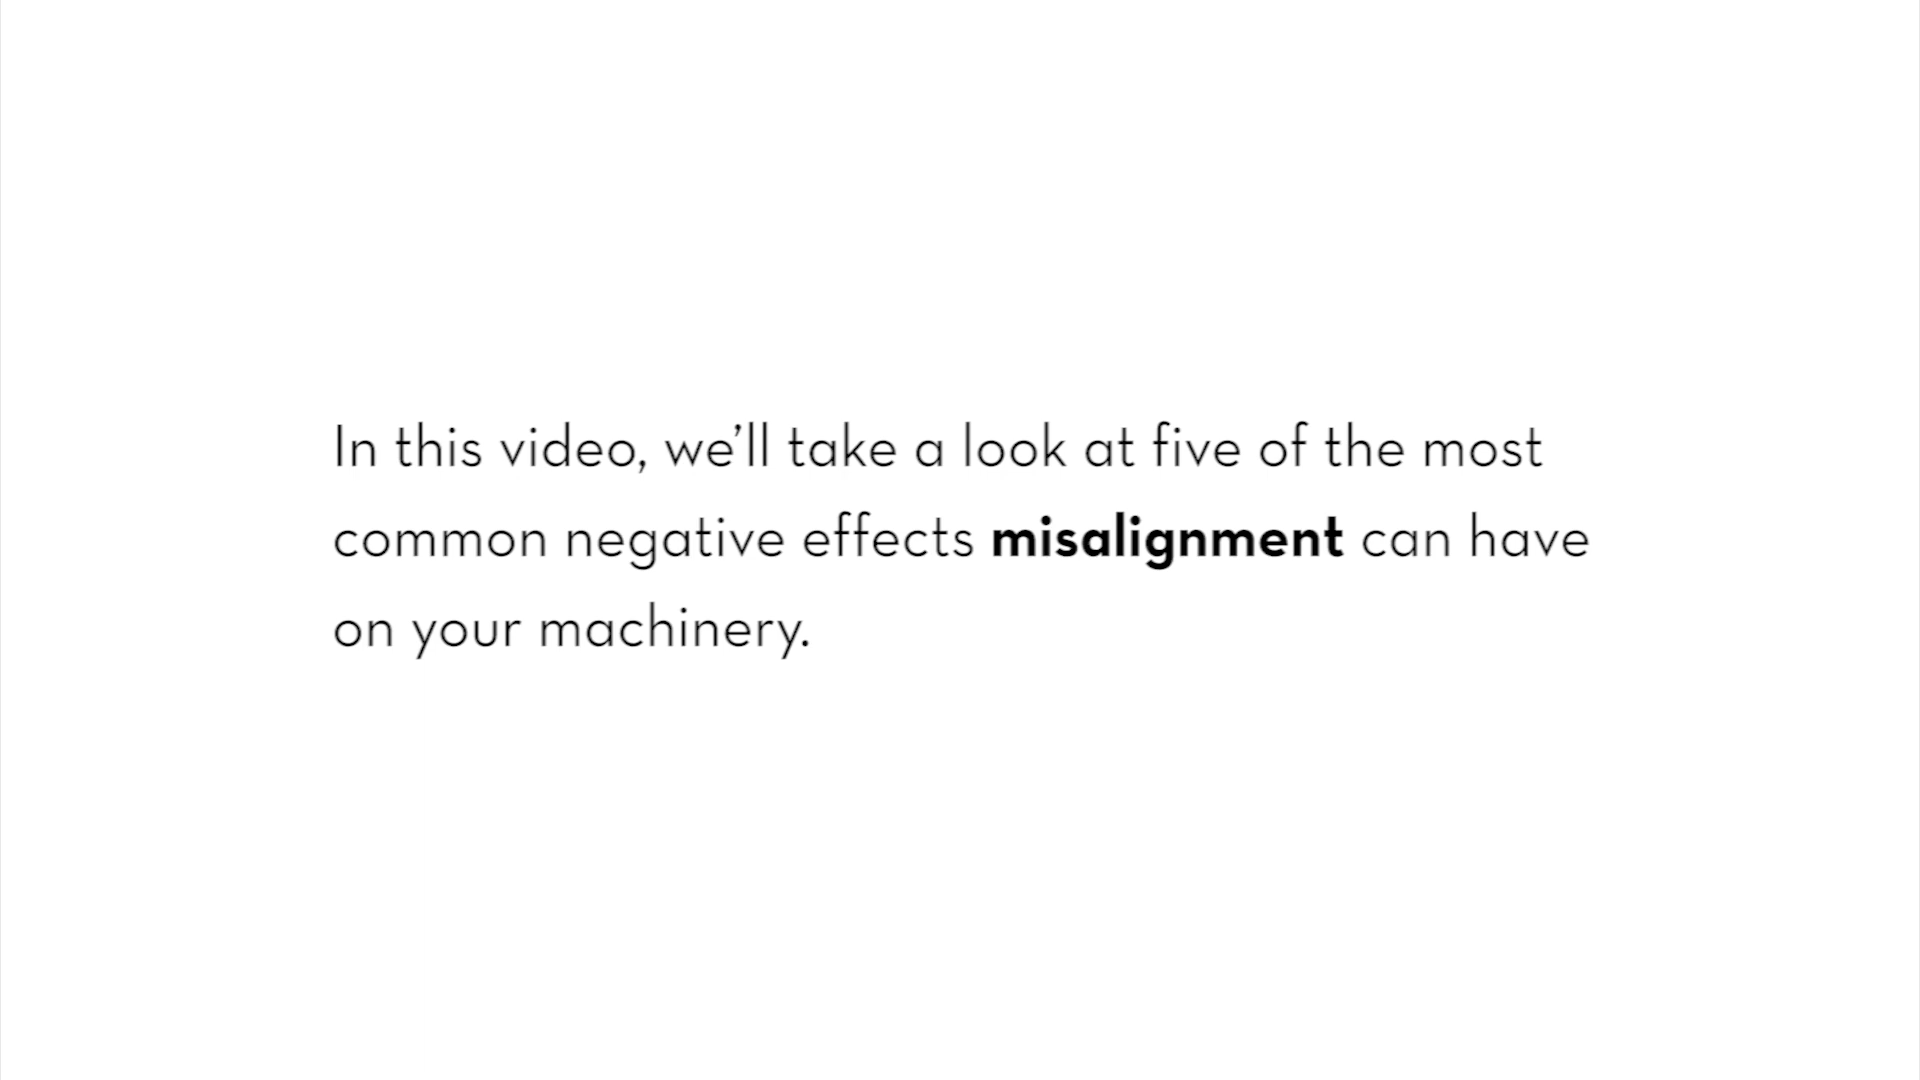 In this video, we’ll take a look at five of the most
common negative effects misalignment can have
on your machinery.